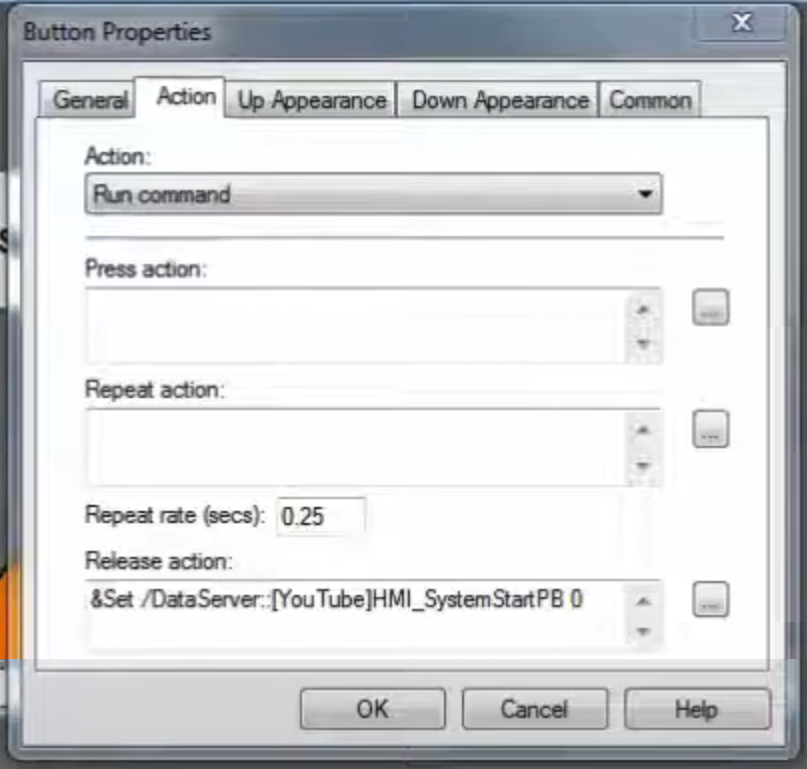 Button Properties
X
General Action Up Appearance Down Appearance Common
Action:
Run command
Press action:
...
Repeat action:
...
Repeat rate (secs): 0.25
Release action:
&Set /DataServer::[YouTube]HMI_SystemStartPB 0
...
OK Cancel Help